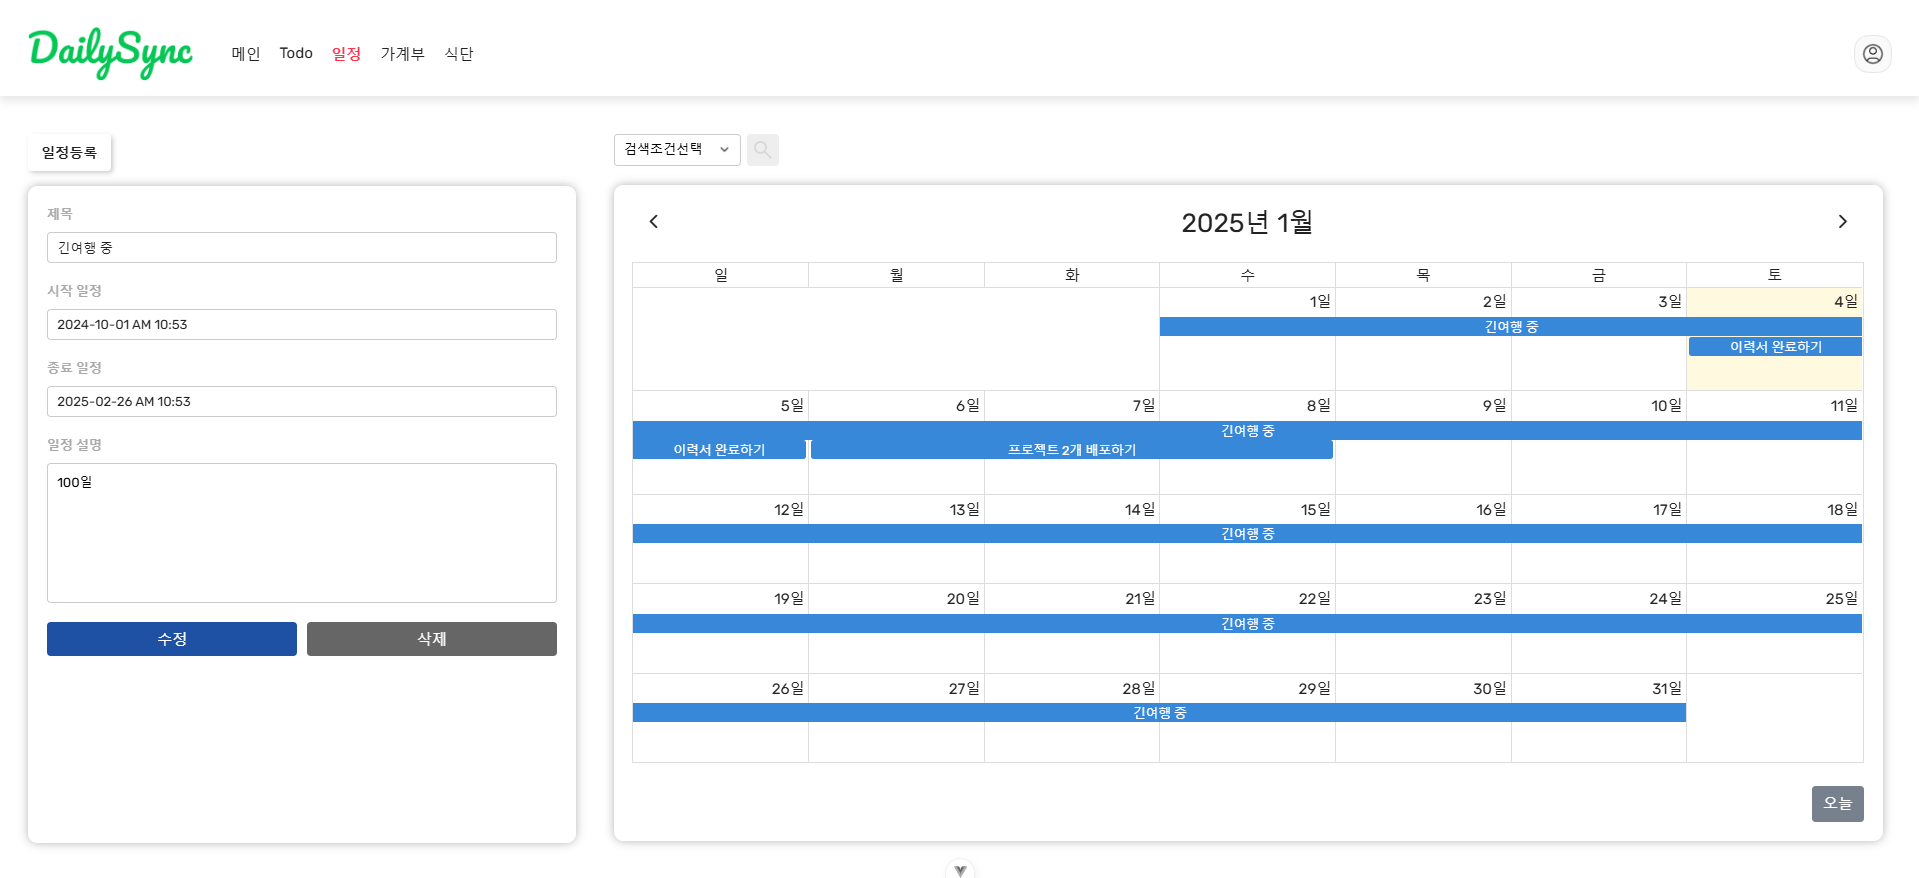 DailySync 메인 Todo 일정 가계부 식단
일정등록
제목
긴여행 중
시작 일정
2024-10-01 AM 10:53
종료 일정
2025-02-26 AM 10:53
일정 설명
100일
수정 삭제
검색조건선택
2025년 1월
일 월 화 수 목 금 토
1일 2일 3일 4일
긴여행 중
이력서 완료하기
5일 6일 7일 8일 9일 10일 11일
긴여행 중
이력서 완료하기 프로젝트 2개 배포하기
12일 13일 14일 15일 16일 17일 18일
긴여행 중
19일 20일 21일 22일 23일 24일 25일
긴여행 중
26일 27일 28일 29일 30일 31일
긴여행 중
오늘